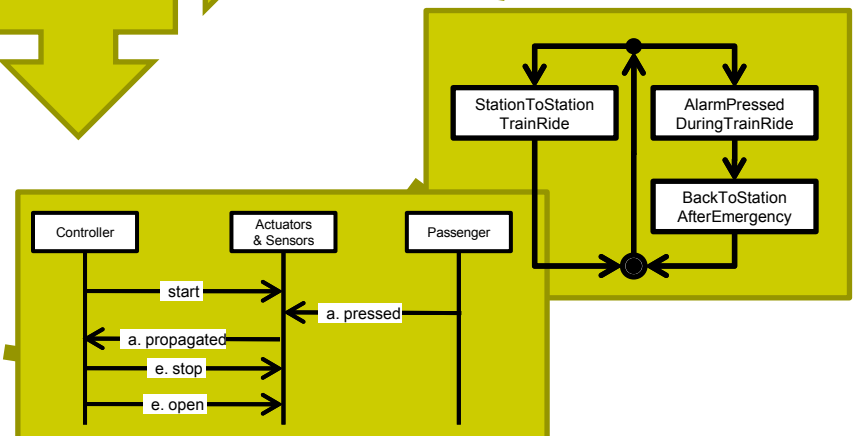 StationToStation
TrainRide
AlarmPressed
DuringTrainRide
BackToStation
AfterEmergency
Controller
Actuators
& Sensors
Passenger
start
a. pressed
a. propagated
e. stop
e. open